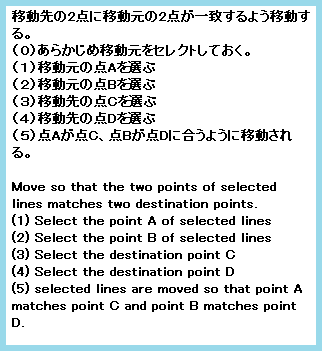 移動先の2点に移動元の2点が一致するよう移動す
る。
(0)あらかじめ移動元をセレクトしておく。
(1)移動元の点Aを選ぶ
(2)移動元の点Bを選ぶ
(3)移動先の点Cを選ぶ
(4)移動先の点Dを選ぶ
(5)点Aが点C、点Bが点Dに合うように移動され
る。

Move so that the two points of selected
lines matches two destination points.
(1) Select the point A of selected lines
(2) Select the point B of selected lines
(3) Select the destination point C
(4) Select the destination point D
(5) selected lines are moved so that point A
matches point C and point B matches point
D.